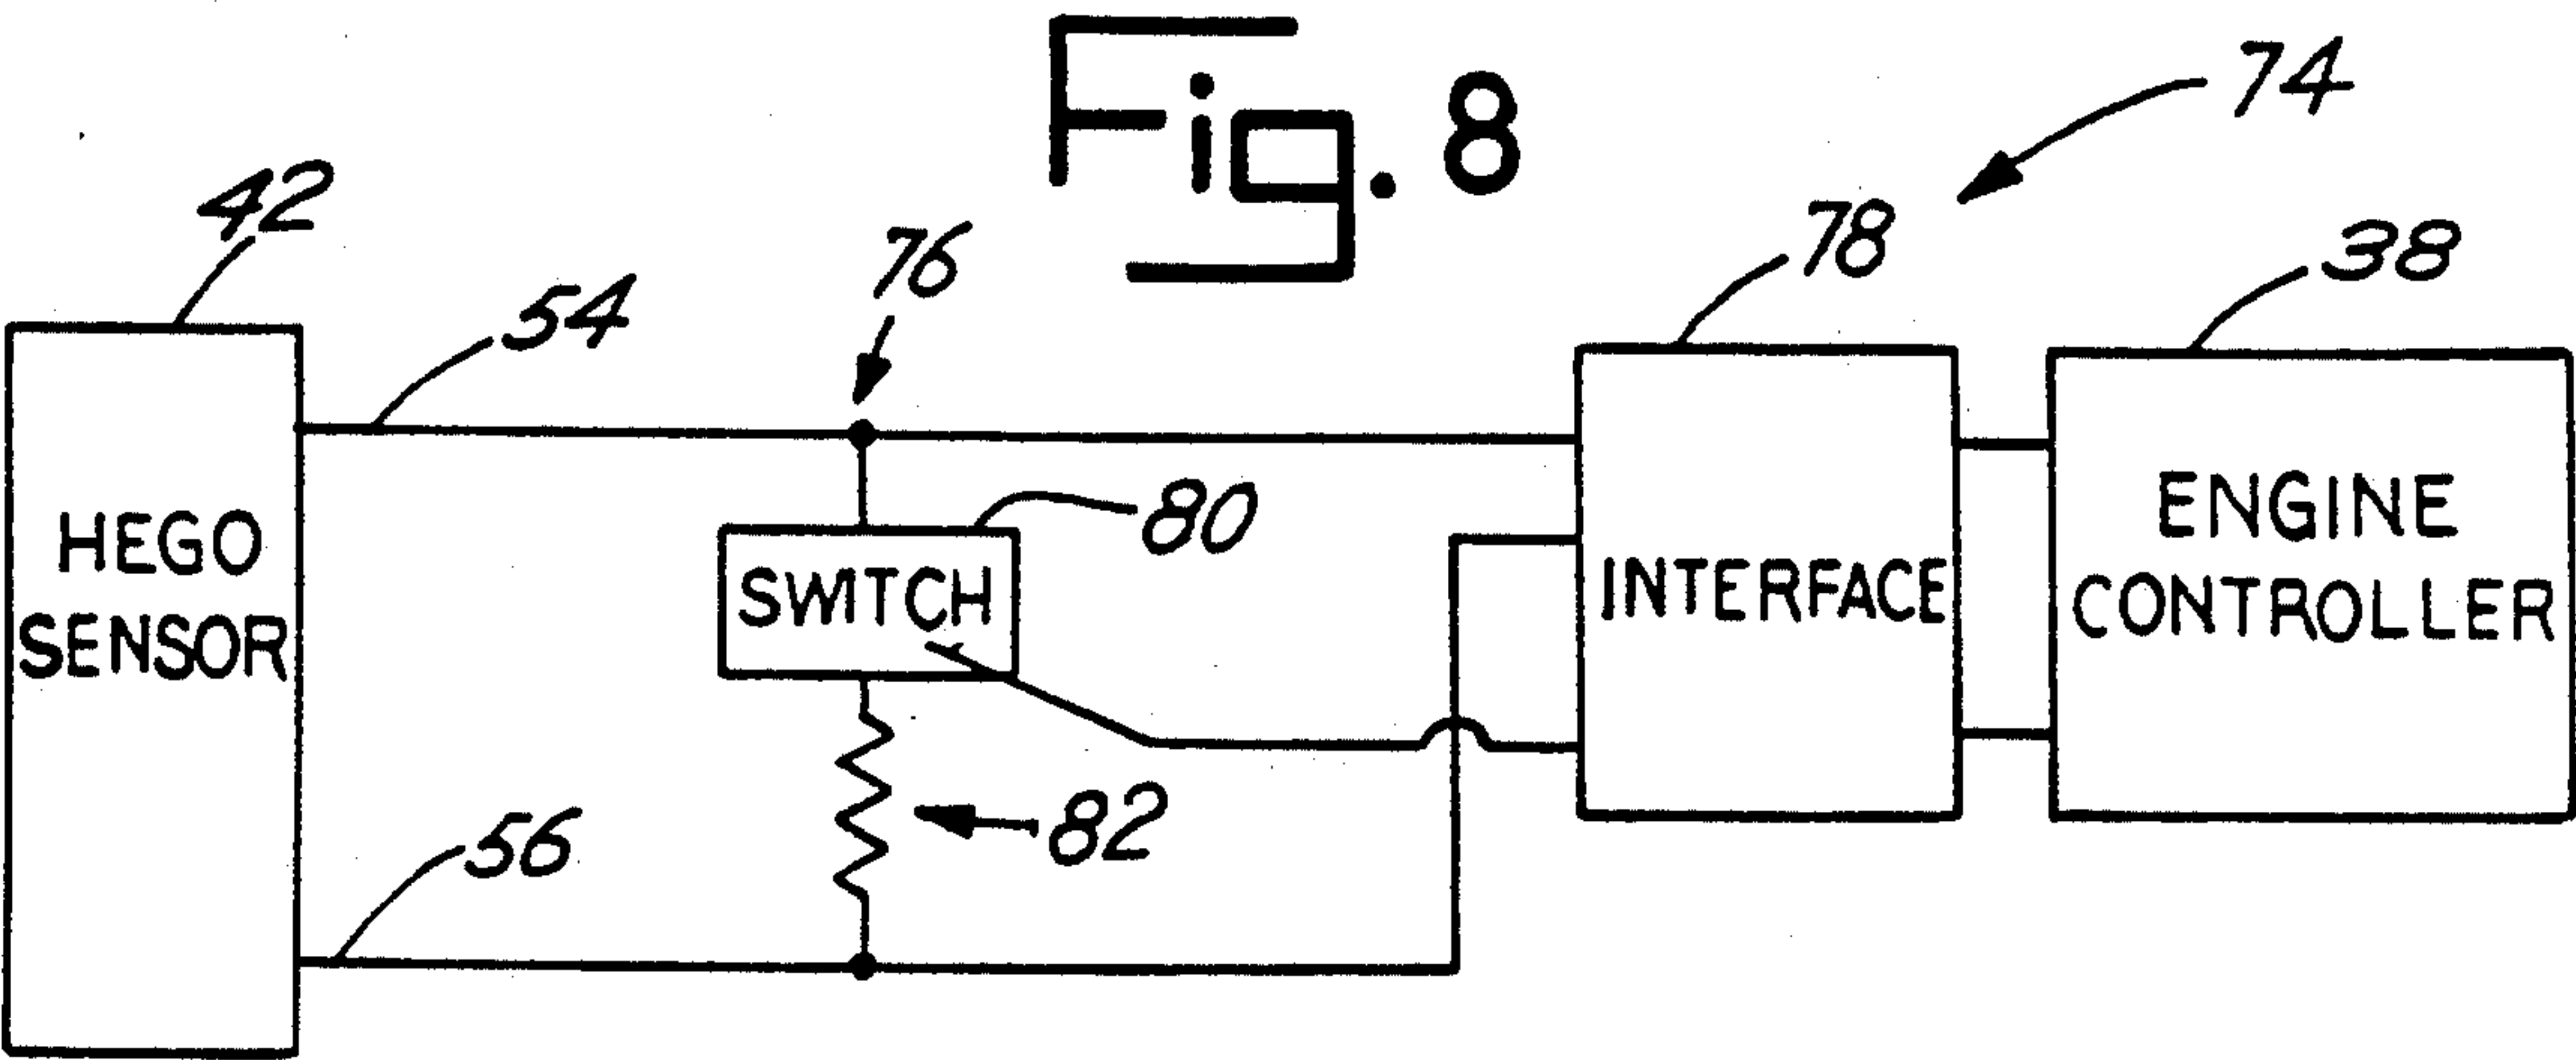 Fig. 8
74
42
54
76
78
38
HEGO
SENSOR
80
SWITCH
INTERFACE
ENGINE
CONTROLLER
82
56